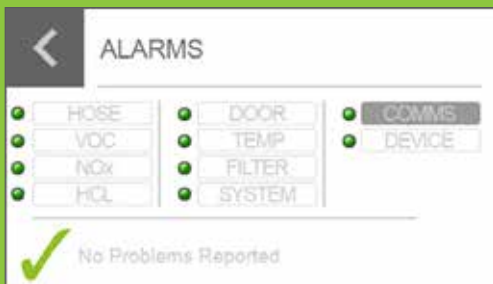 ALARMS
HOSE
VOC
NOx
HCL
DOOR
TEMP
FILTER
SYSTEM
COMMS
DEVICE
No Problems Reported